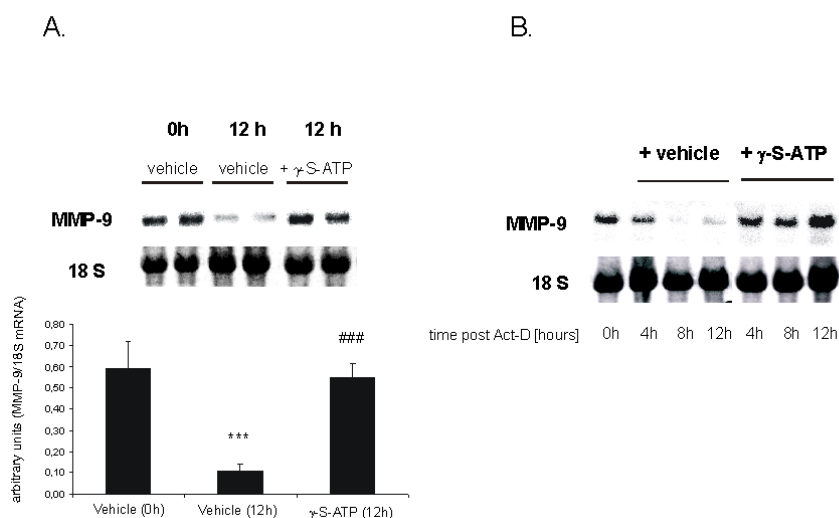 A.
0h 12 h 12 h
vehicle vehicle + γ-S-ATP
MMP-9
18 S
arbitrary units (MMP-9/18S mRNA)
0,80
0,70
0,60
0,50
0,40
0,30
0,20
0,10
0,00
***
###
Vehicle (0h) Vehicle (12h) γ-S-ATP (12h)
B.
+ vehicle + γ-S-ATP
MMP-9
18 S
time post Act-D [hours] 0h 4h 8h 12h 4h 8h 12h